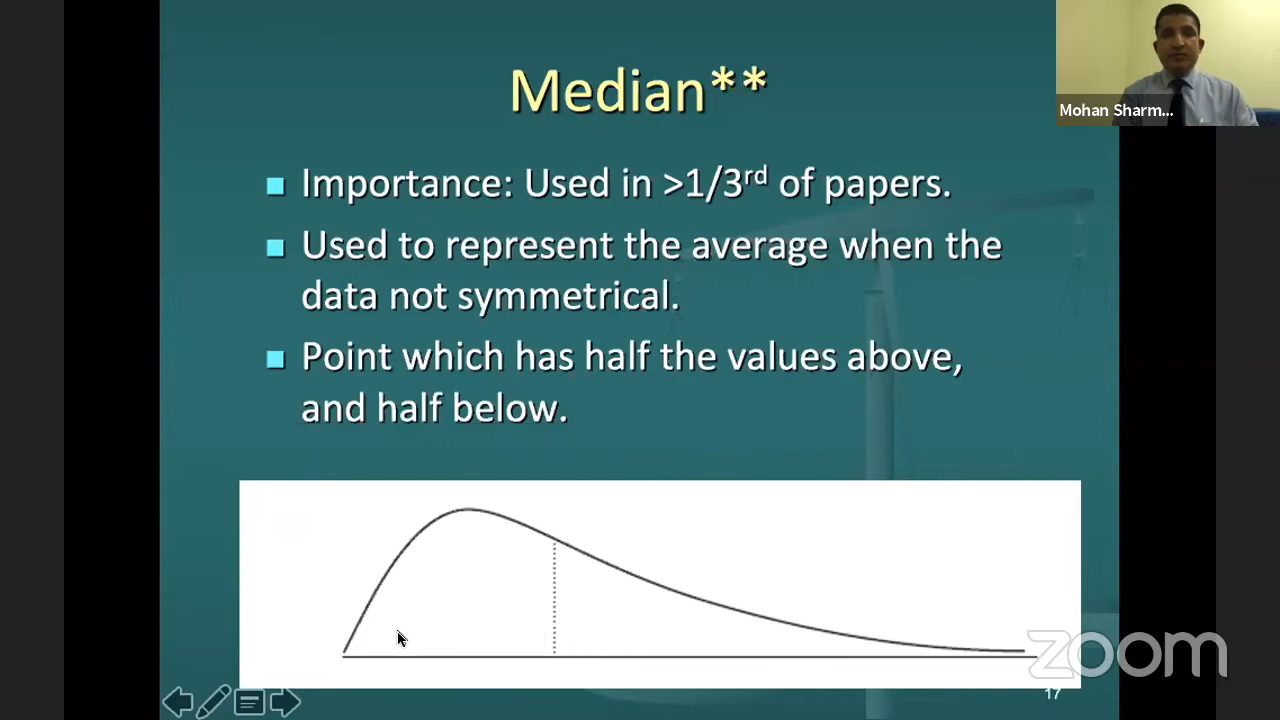 Median**
Mohan Sharm...
Importance: Used in >1/3rd of papers.
Used to represent the average when the
data not symmetrical.
Point which has half the values above,
and half below.
zoom
17